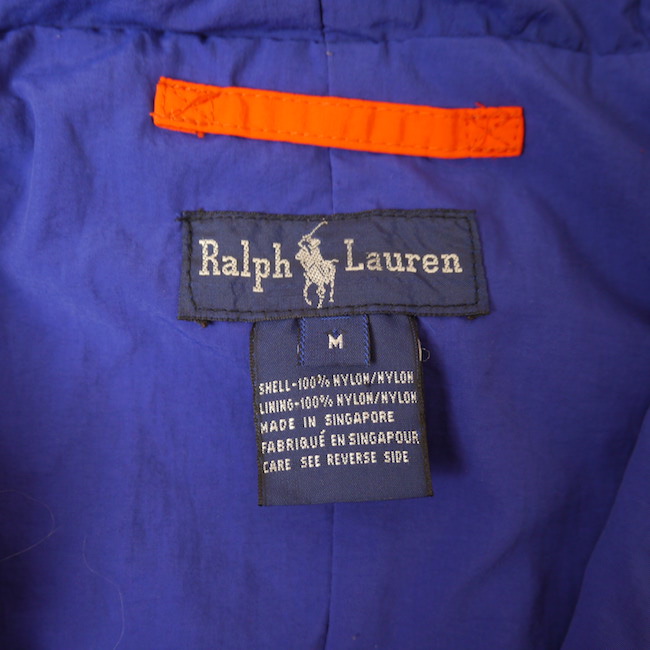 Ralph Lauren
M
SHELL-100% NYLON/NYLON
LINING-100% NYLON/NYLON
MADE IN SINGAPORE
FABRIQUÉ EN SINGAPOUR
CARE SEE REVERSE SIDE